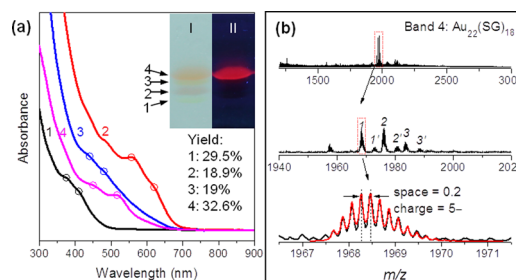 (a)
I II
4
3
2
1
1
4
3
2
Yield:
1: 29.5%
2: 18.9%
3: 19%
4: 32.6%
Absorbance
300 400 500 600 700 800 900
Wavelength (nm)
(b)
Band 4: Au22(SG)18
1500 2000 2500 300
1 1' 2 2' 3 3'
1940 1960 1980 2000 202
space = 0.2
charge = 5–
1967 1968 1969 1970 1971
m/z